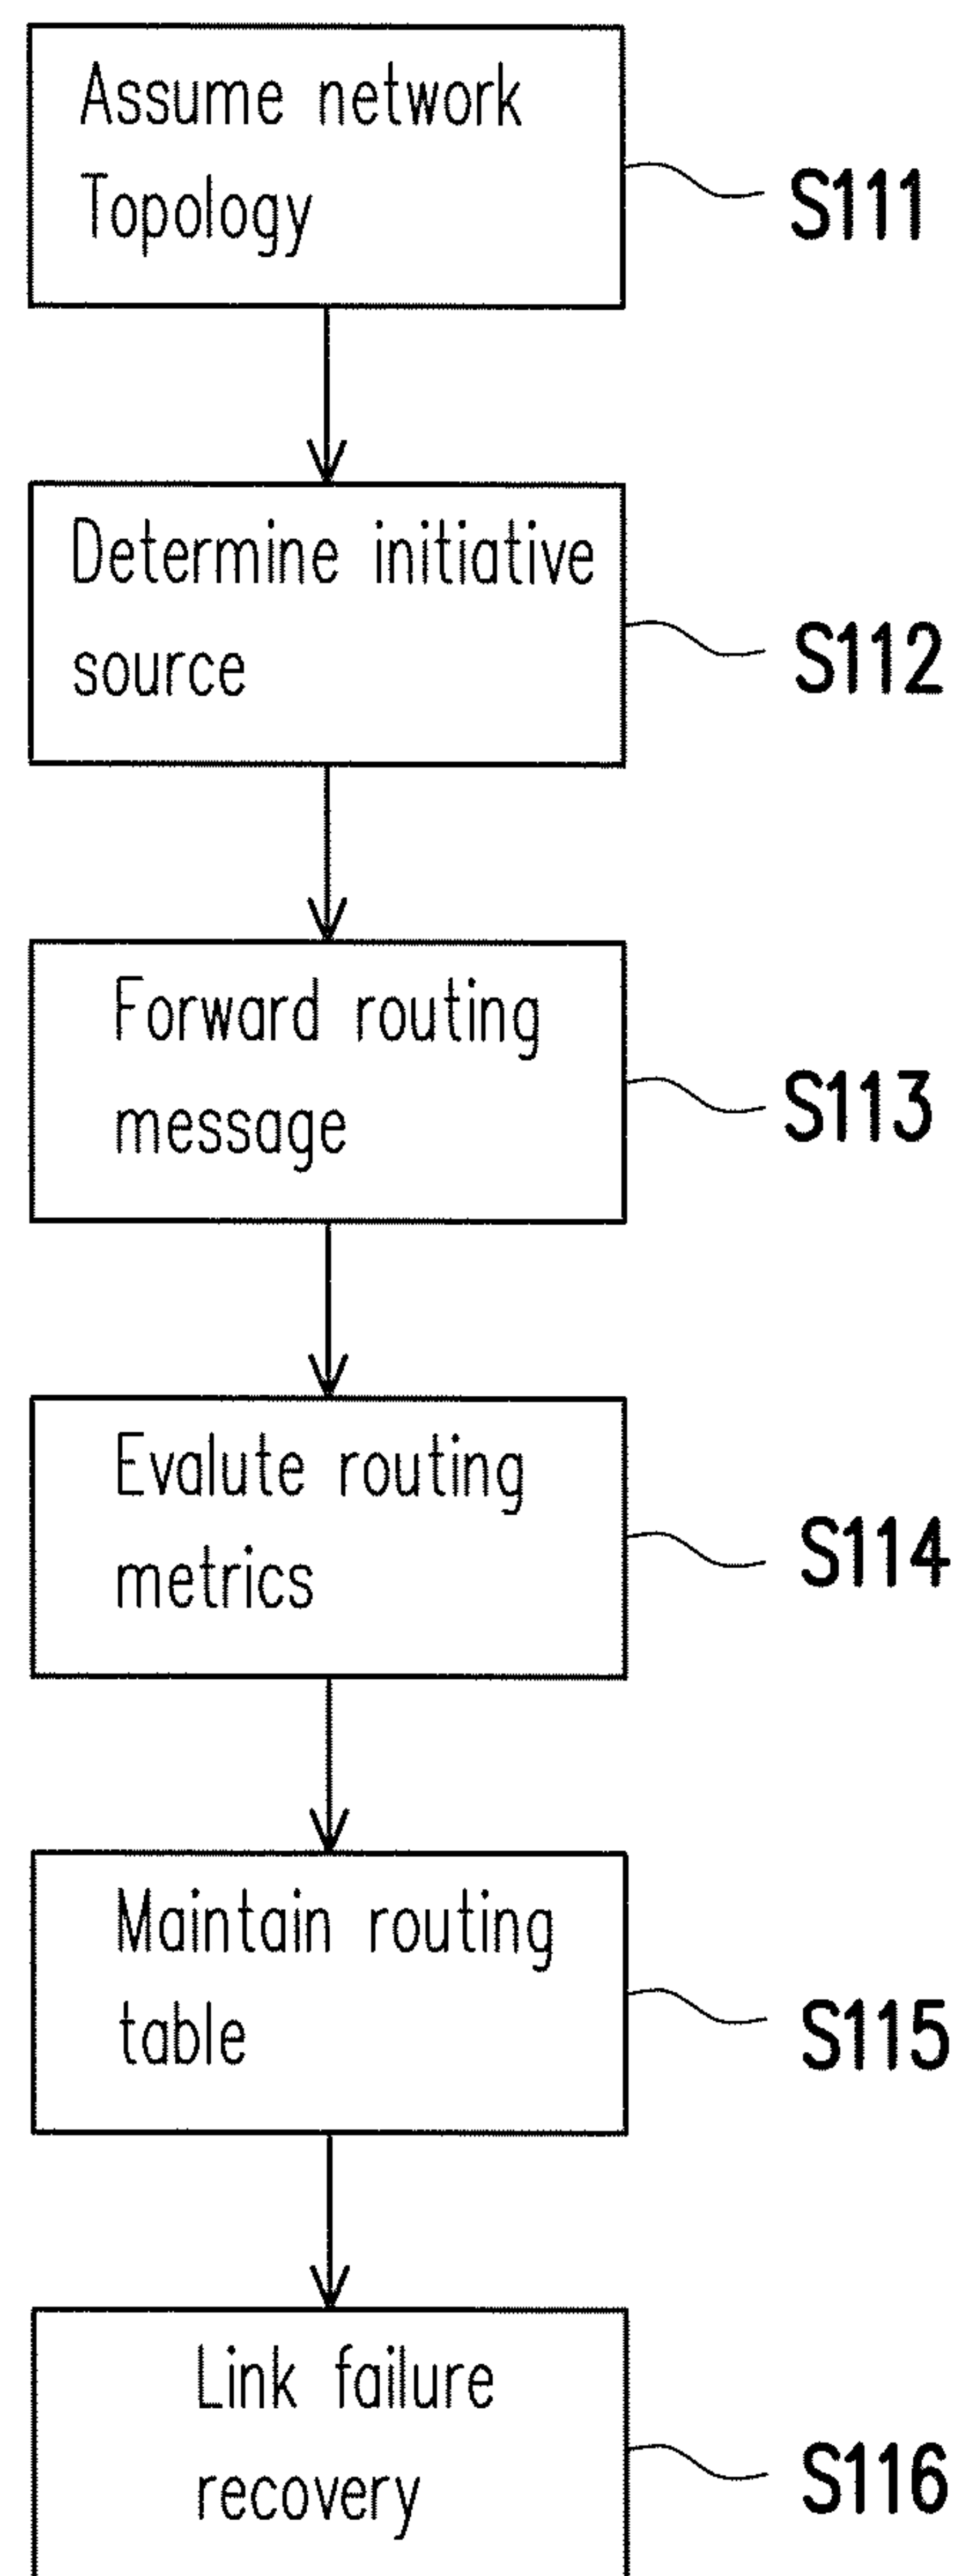 Assume network
Topology
S111
Determine initiative
source
S112
Forward routing
message
S113
Evalute routing
metrics
S114
Maintain routing
table
S115
Link failure
recovery
S116